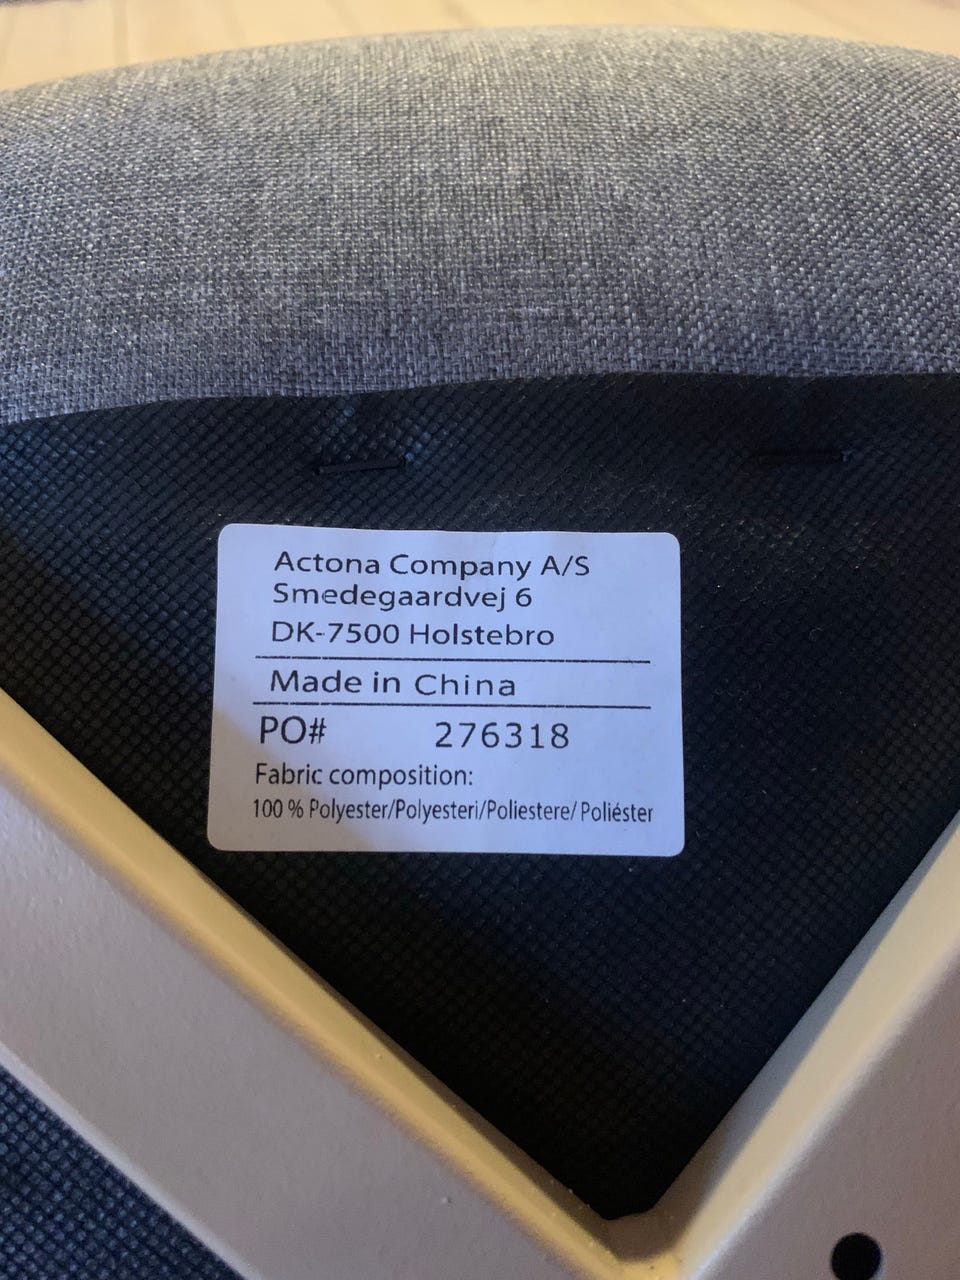 Actona Company A/S
Smedegaardvej 6
DK-7500 Holstebro
Made in China
PO# 276318
Fabric composition:
100 % Polyester/Polyesteri/Poliestere/ Poliéster